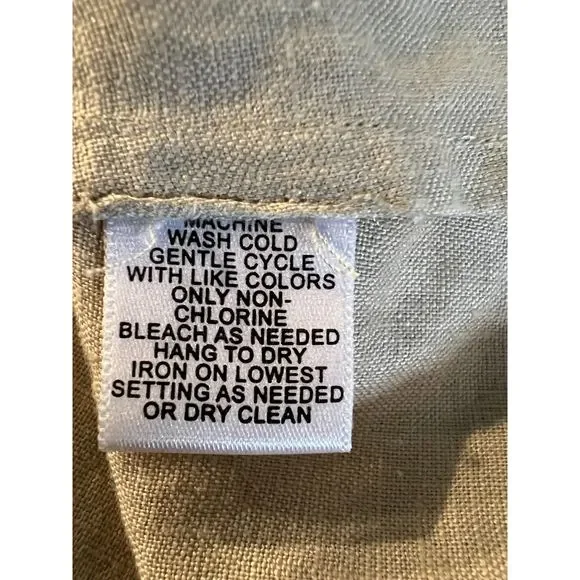 MACHINE
WASH COLD
GENTLE CYCLE
WITH LIKE COLORS
ONLY NON-
CHLORINE
BLEACH AS NEEDED
HANG TO DRY
IRON ON LOWEST
SETTING AS NEEDED
OR DRY CLEAN